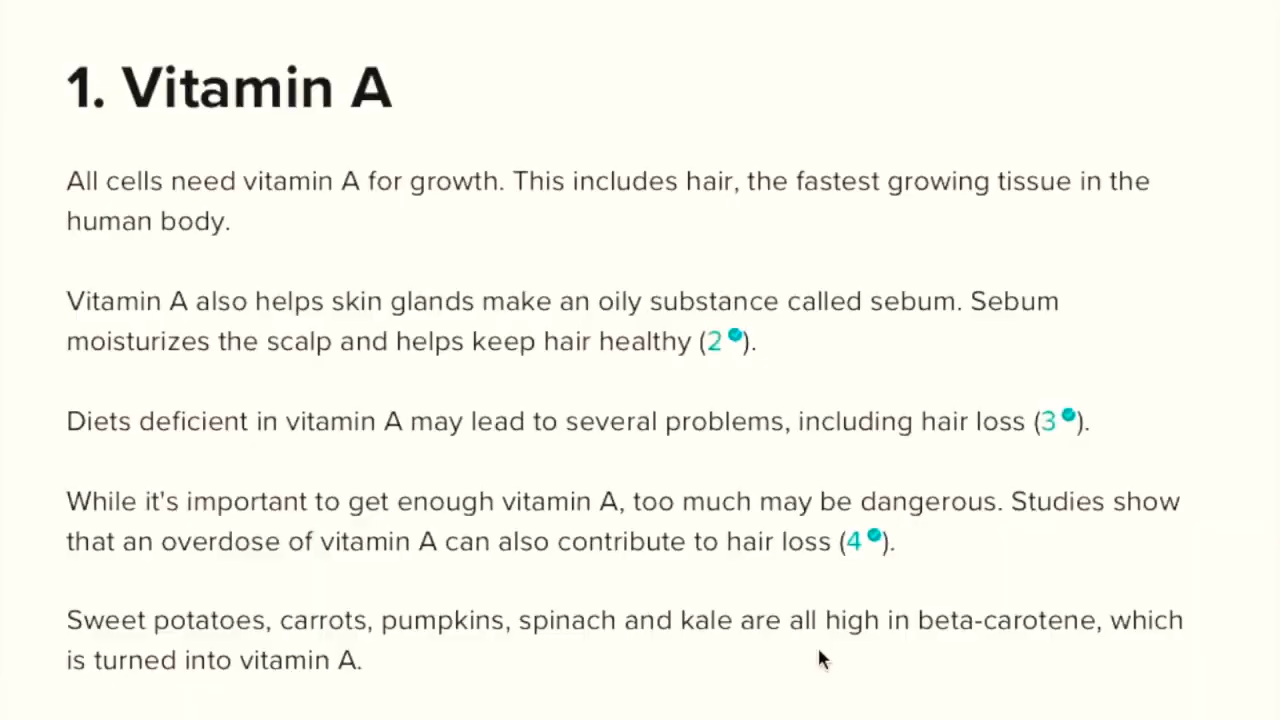 1. Vitamin A
All cells need vitamin A for growth. This includes hair, the fastest growing tissue in the
human body.
Vitamin A also helps skin glands make an oily substance called sebum. Sebum
moisturizes the scalp and helps keep hair healthy (2).
Diets deficient in vitamin A may lead to several problems, including hair loss (3).
While it's important to get enough vitamin A, too much may be dangerous. Studies show
that an overdose of vitamin A can also contribute to hair loss (4).
Sweet potatoes, carrots, pumpkins, spinach and kale are all high in beta-carotene, which
is turned into vitamin A.